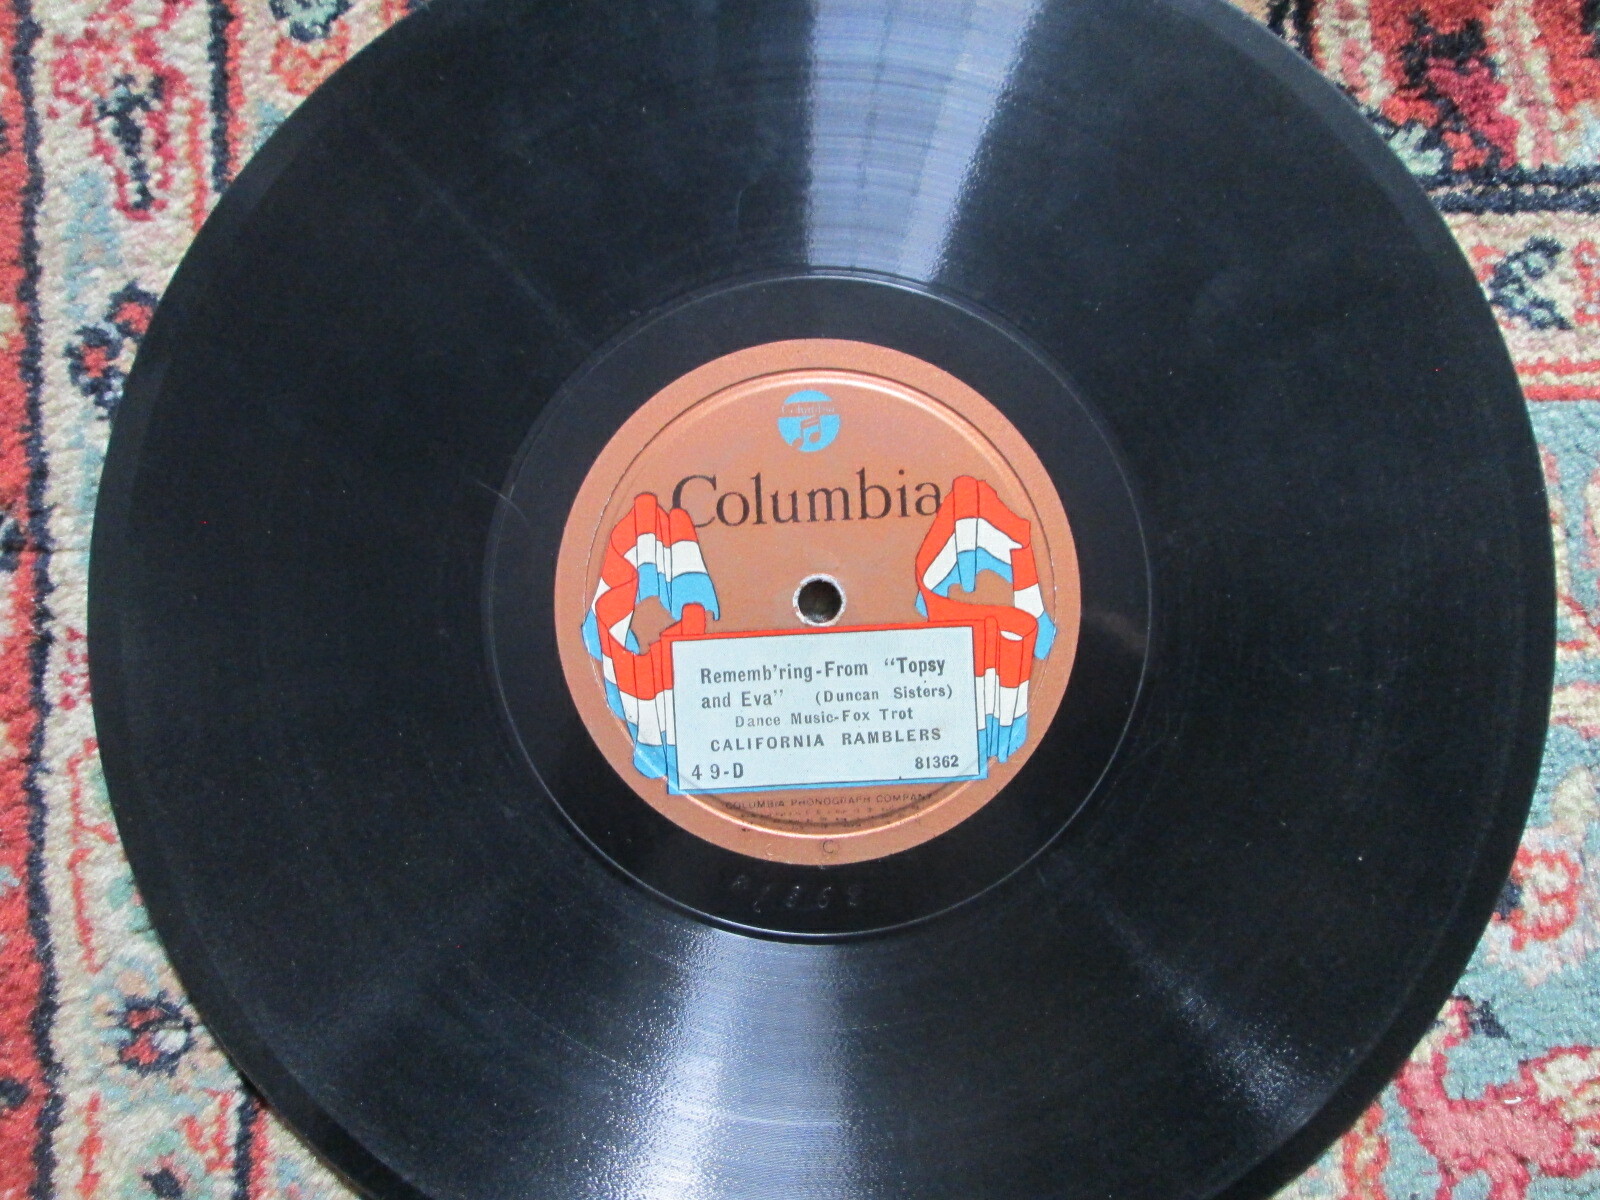 Columbia
Columbia
Rememb'ring-From "Topsy
and Eva" (Duncan Sisters)
Dance Music-Fox Trot
CALIFORNIA RAMBLERS
49-D 81362
COLUMBIA PHONOGRAPH COMPANY
C
81362